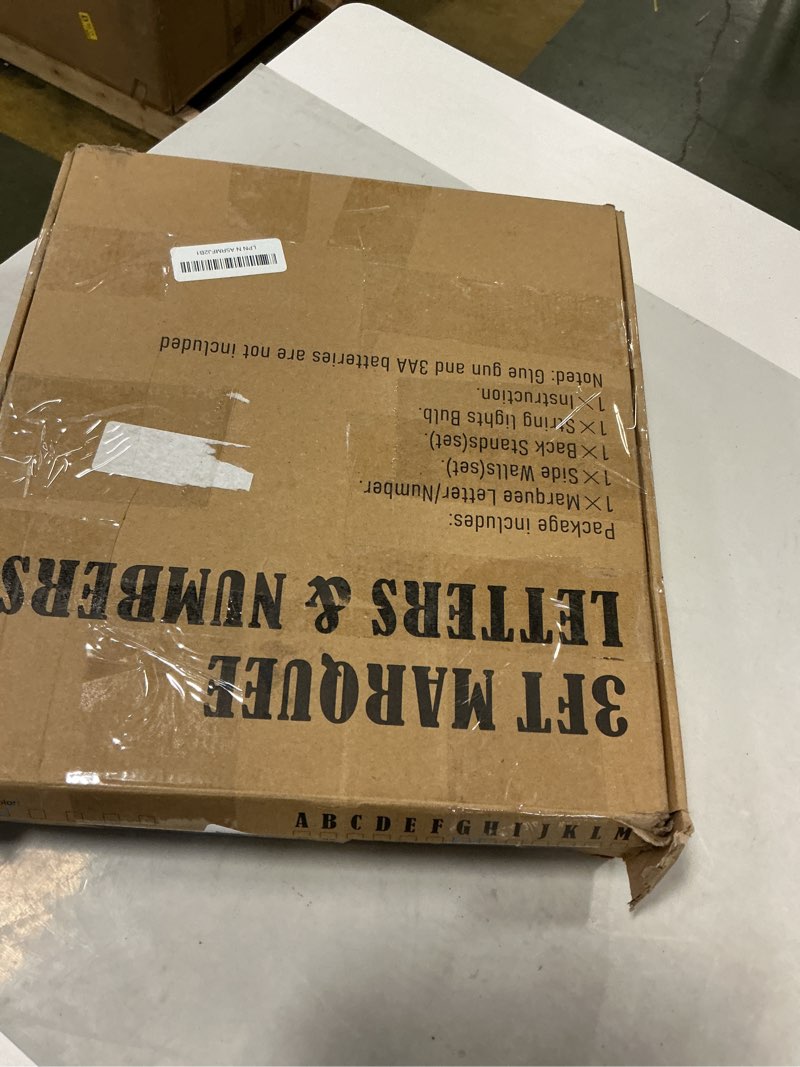 3FT MARQUEE
LETTERS & NUMBERS
Package includes:
1× Marquee Letter/Number.
1× Side Walls(set).
1× Back Stands(set).
1× String lights Bulb.
1× Instruction.
Noted: Glue gun and 3AA batteries are not included
A B C D E F G H I J K L M